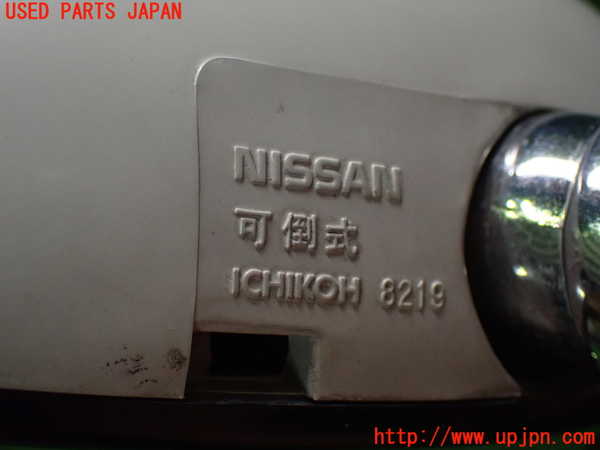 USED PARTS JAPAN
NISSAN
可倒式
ICHIKOH 8219
http://www.upjpn.com/